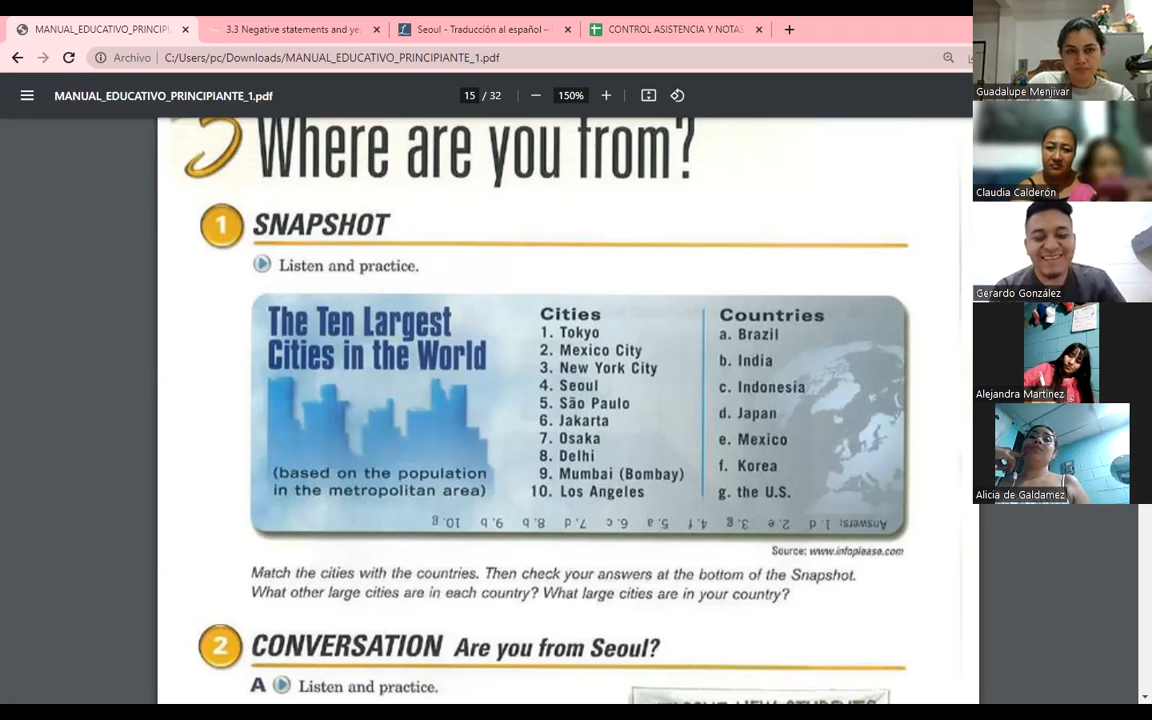 MANUAL_EDUCATIVO_PRINCIPI
3.3 Negative statements and ye
Seoul - Traducción al español –
CONTROL ASISTENCIA Y NOTAS
Archivo
C:/Users/pc/Downloads/MANUAL_EDUCATIVO_PRINCIPIANTE_1.pdf
MANUAL_EDUCATIVO_PRINCIPIANTE_1.pdf
15 / 32
150%
3 Where are you from?
1 SNAPSHOT
Listen and practice.
The Ten Largest
Cities in the World
(based on the population
in the metropolitan area)
Cities
1. Tokyo
2. Mexico City
3. New York City
4. Seoul
5. São Paulo
6. Jakarta
7. Osaka
8. Delhi
9. Mumbai (Bombay)
10. Los Angeles
Countries
a. Brazil
b. India
c. Indonesia
d. Japan
e. Mexico
f. Korea
g. the U.S.
Answers: 1. d 2. e 3. g 4. f 5. a 6. c 7. d 8. b 9. b 10. g
Source: www.infoplease.com
Match the cities with the countries. Then check your answers at the bottom of the Snapshot.
What other large cities are in each country? What large cities are in your country?
2 CONVERSATION Are you from Seoul?
A Listen and practice.
Guadalupe Menjivar
Claudia Calderón
Gerardo González
Alejandra Martínez
Alicia de Galdamez